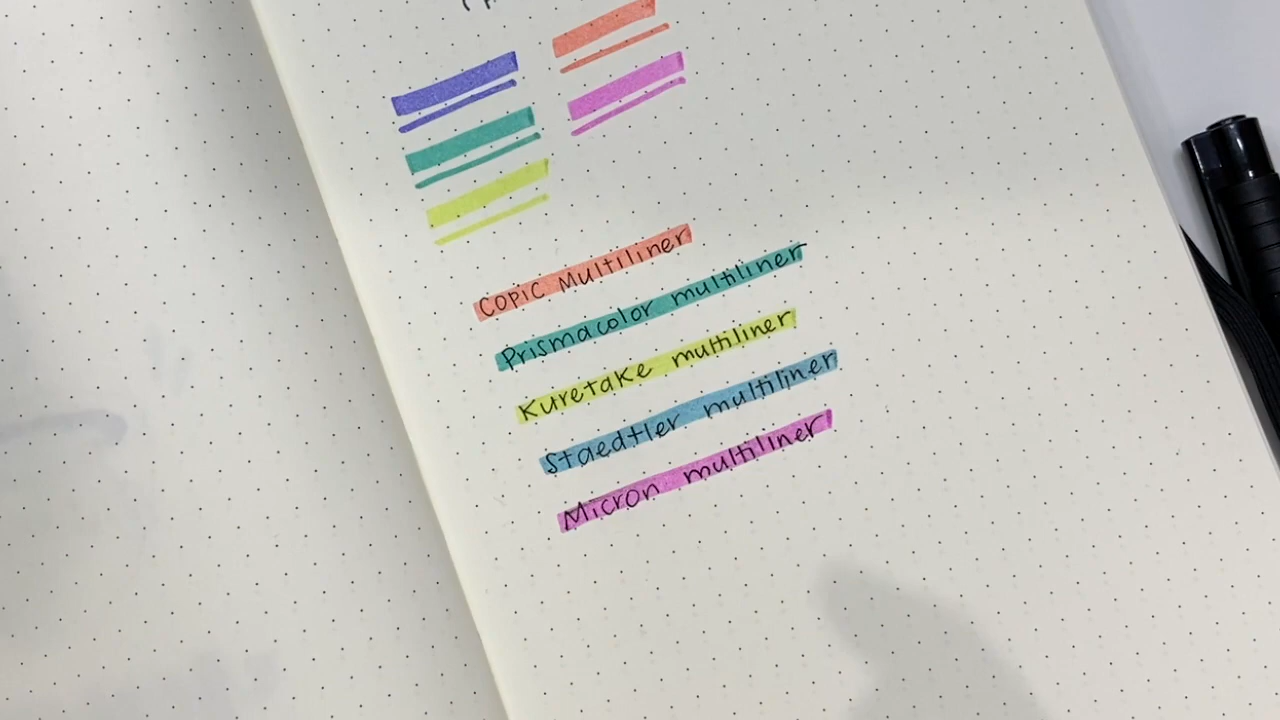 Copic Multiliner
Prismacolor multiliner
Kuretake multiliner
Staedtler multiliner
Micron multiliner